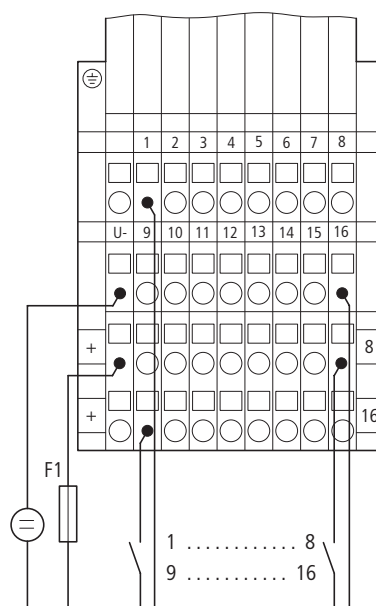 1 2 3 4 5 6 7 8
U- 9 10 11 12 13 14 15 16
+ 8
+ 16
F1
1 ............ 8
9 ........... 16